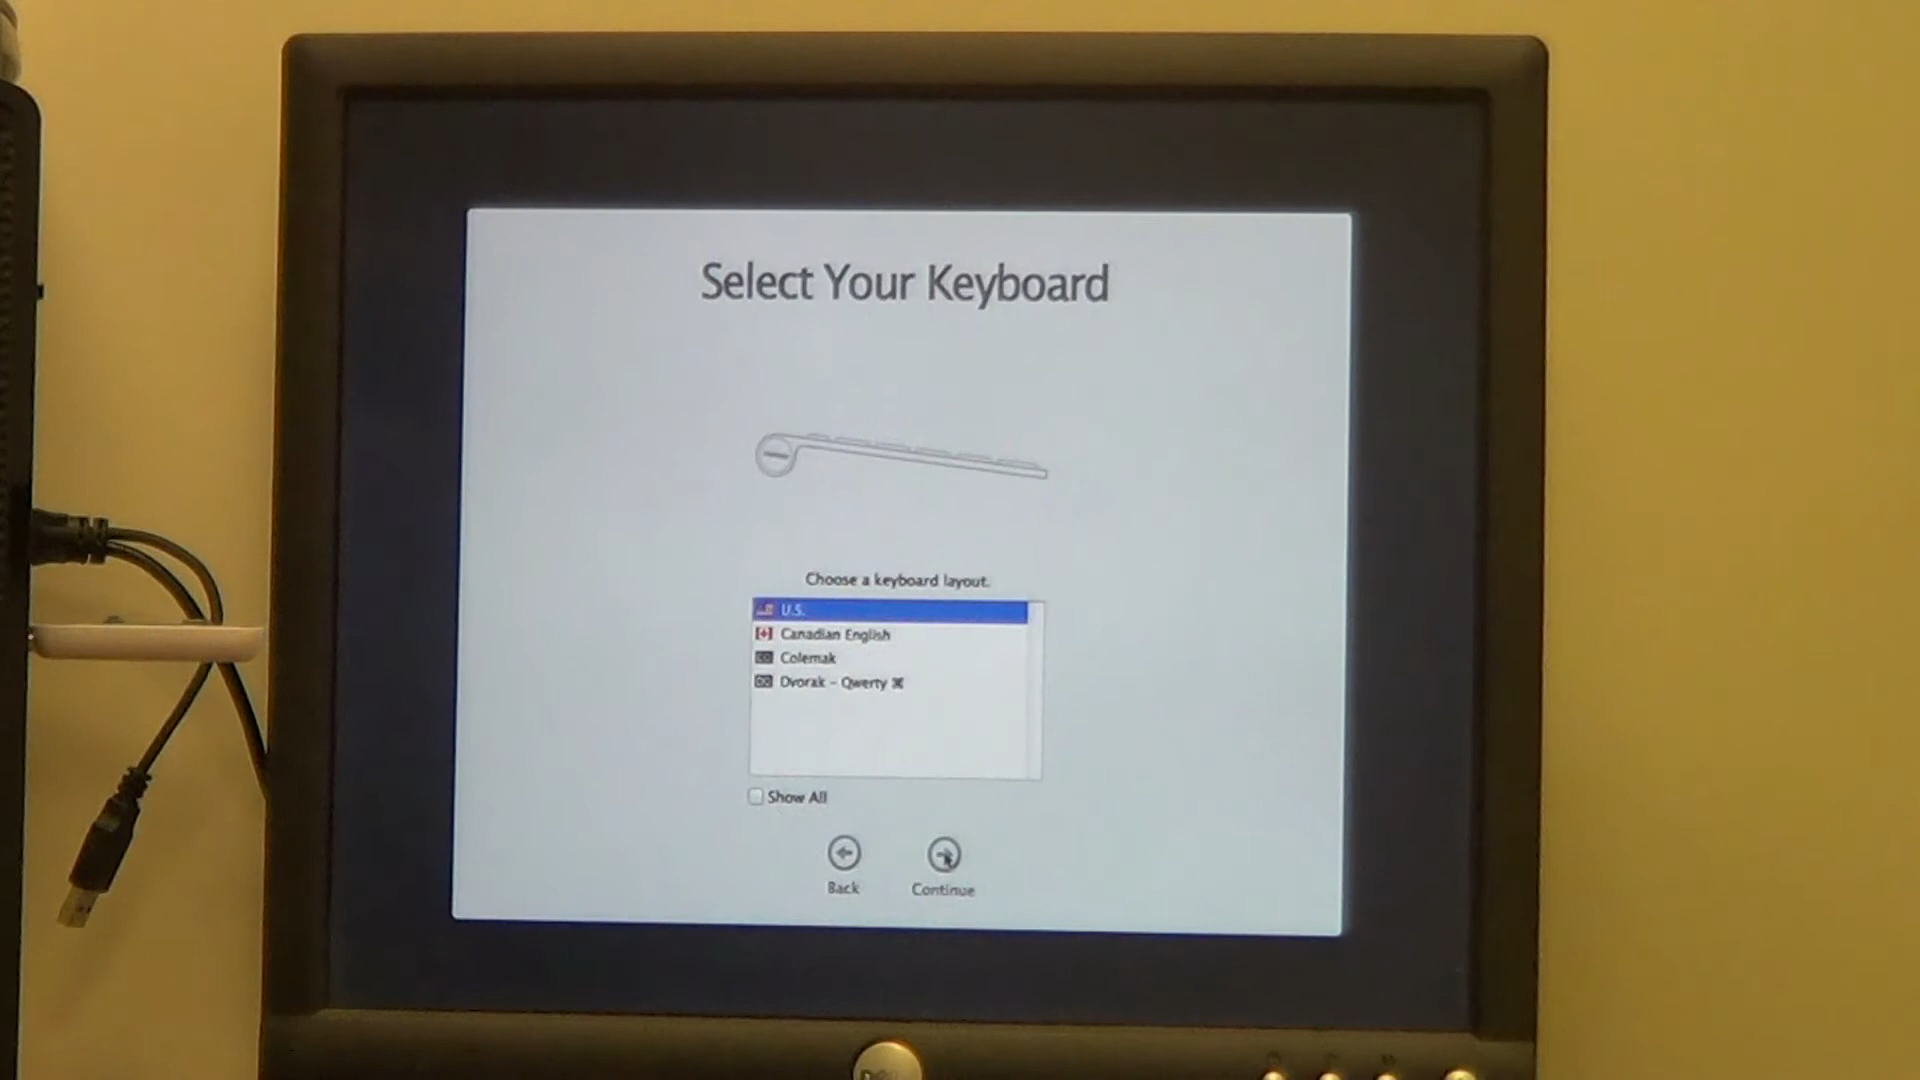 Select Your Keyboard
Choose a keyboard layout.
U.S.
Canadian English
Colemak
Dvorak - Qwerty ⌘
Show All
Back
Continue